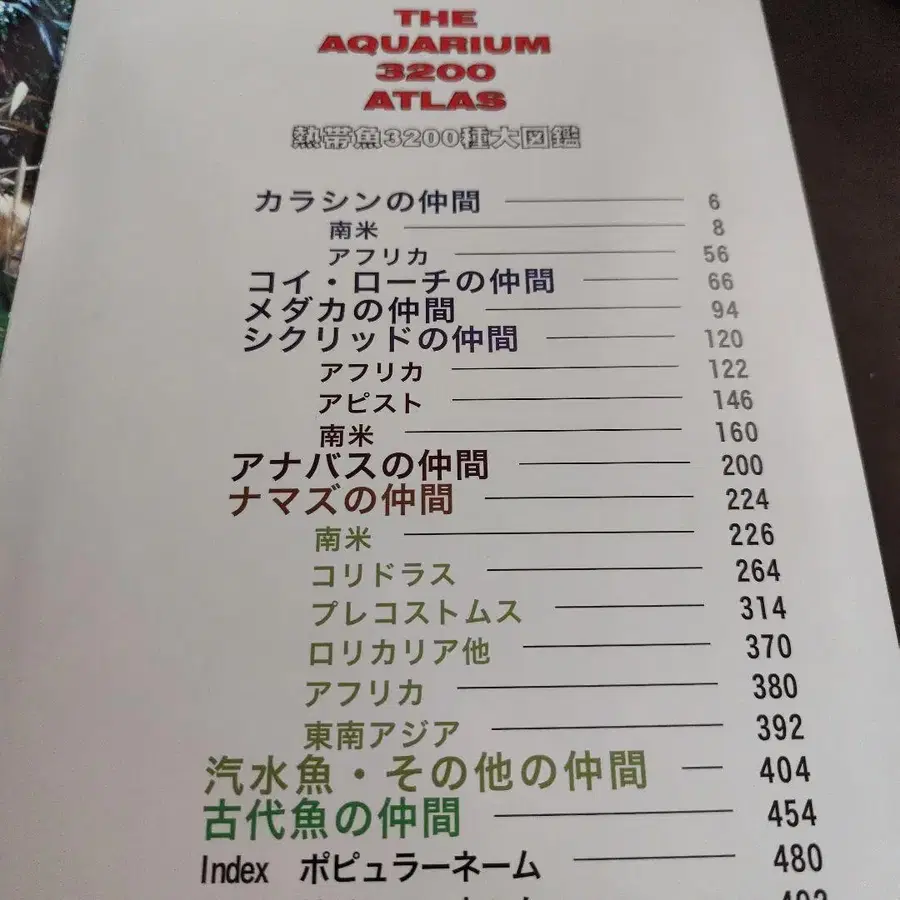 THE
AQUARIUM
3200
ATLAS
熱帯魚3200種大図鑑
カラシンの仲間 6
南米 8
アフリカ 56
コイ・ローチの仲間 66
メダカの仲間 94
シクリッドの仲間 120
アフリカ 122
アピスト 146
南米 160
アナバスの仲間 200
ナマズの仲間 224
南米 226
コリドラス 264
プレコストムス 314
ロリカリア他 370
アフリカ 380
東南アジア 392
汽水魚・その他の仲間 404
古代魚の仲間 454
Index ポピュラーネーム 480